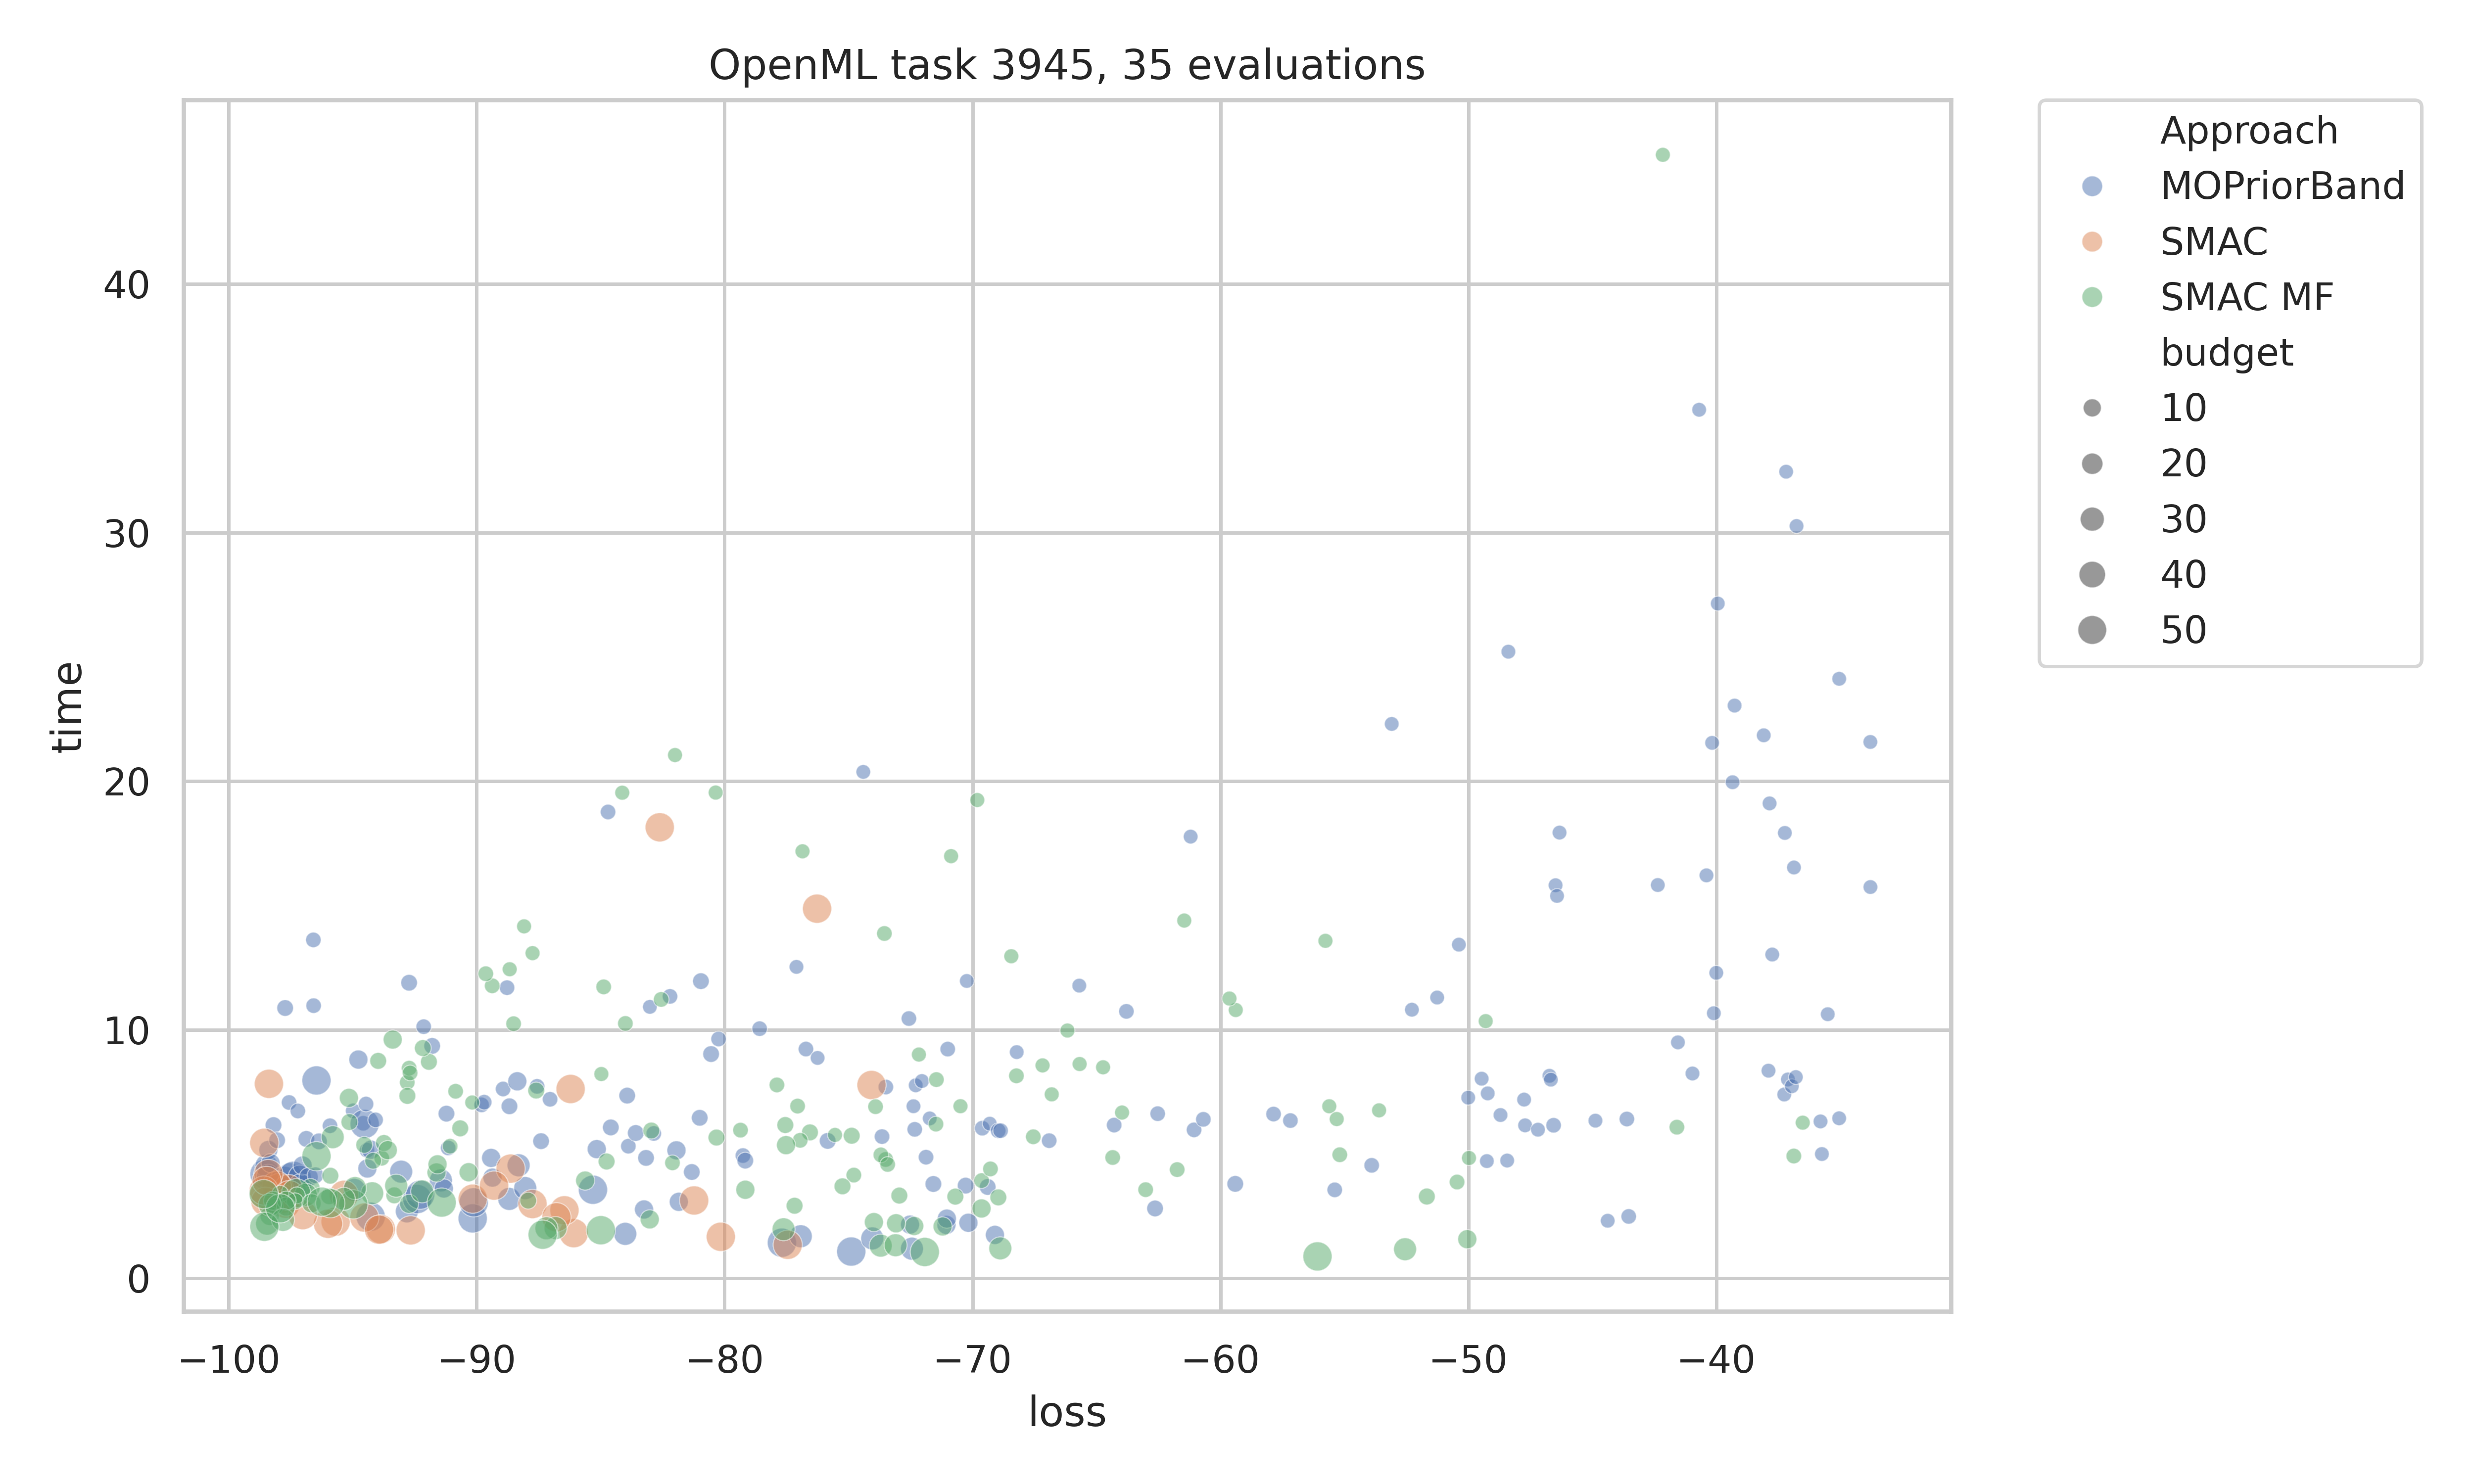 OpenML task 3945, 35 evaluations
time
40
30
20
10
0
−100
−90
−80
−70
−60
−50
−40
loss
Approach
MOPriorBand
SMAC
SMAC MF
budget
10
20
30
40
50